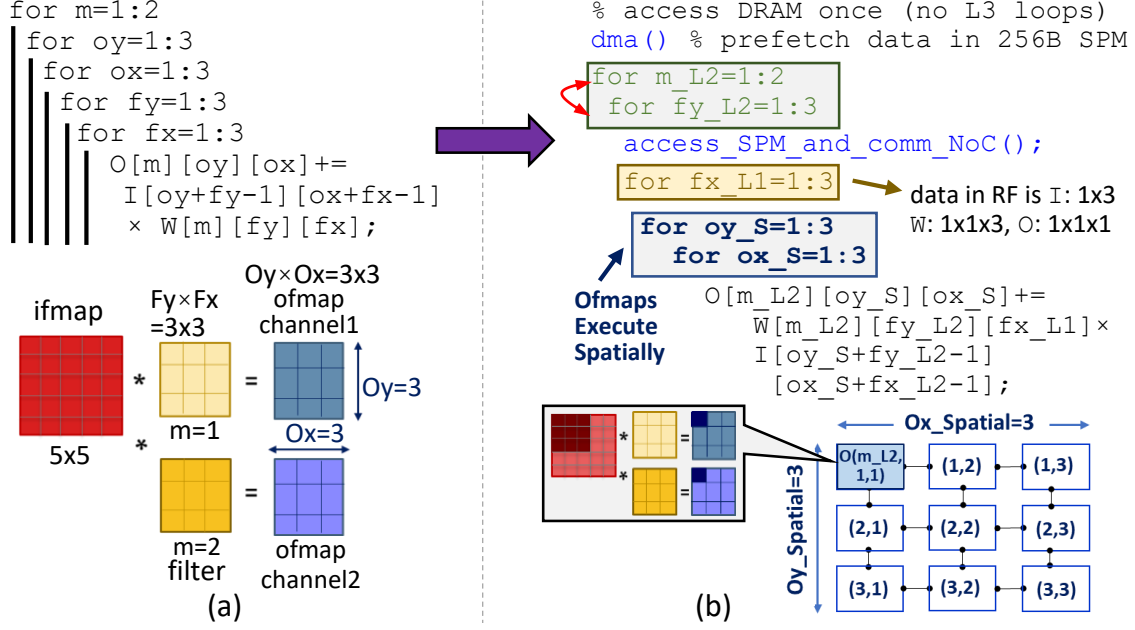 for m=1:2
for oy=1:3
for ox=1:3
for fy=1:3
for fx=1:3
O[m][oy][ox]+=
I[oy+fy-1][ox+fx-1]
× W[m][fy][fx];
ifmap
5x5
*
*
Fy×Fx
=3x3
m=1
m=2
filter
=
=
Oy×Ox=3x3
ofmap
channel1
Oy=3
Ox=3
ofmap
channel2
(a)
% access DRAM once (no L3 loops)
dma() % prefetch data in 256B SPM
for m_L2=1:2
for fy_L2=1:3
access_SPM_and_comm_NoC();
for fx_L1=1:3
data in RF is I: 1x3
W: 1x1x3, O: 1x1x1
for oy_S=1:3
for ox_S=1:3
Ofmaps
Execute
Spatially
O[m_L2][oy_S][ox_S]+=
W[m_L2][fy_L2][fx_L1]×
I[oy_S+fy_L2-1]
[ox_S+fx_L2-1];
* =
* =
Ox_Spatial=3
Oy_Spatial=3
O(m_L2,
1,1)
(1,2)
(1,3)
(2,1)
(2,2)
(2,3)
(3,1)
(3,2)
(3,3)
(b)